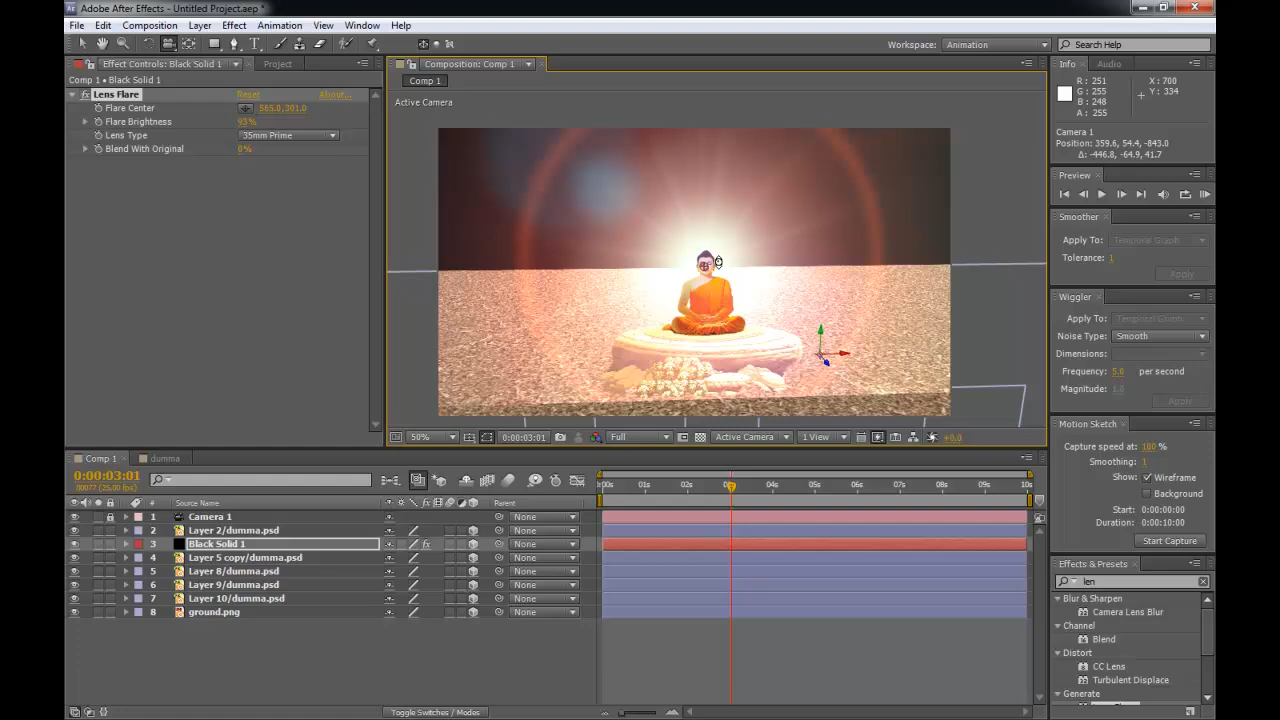 Adobe After Effects - Untitled Project.aep *
File Edit Composition Layer Effect Animation View Window Help
Workspace: Animation
Search Help
Effect Controls: Black Solid 1
Project
Comp 1 • Black Solid 1
Lens Flare Reset About...
Flare Center 565.0,301.0
Flare Brightness 93%
Lens Type 35mm Prime
Blend With Original 0%
Composition: Comp 1
Comp 1
Active Camera
50% 0:00:03:01 Full Active Camera 1 View +0.0
Info Audio
R : 251
G : 255
B : 248
A : 255
X : 700
Y : 334
Camera 1
Position: 359.6, 54.4, -843.0
Δ: -446.8, -64.9, 41.7
Preview
Smoother
Apply To: Temporal Graph
Tolerance: 1
Apply
Wiggler
Apply To: Temporal Graph
Noise Type: Smooth
Dimensions:
Frequency: 5.0 per second
Magnitude: 1.0
Apply
Motion Sketch
Capture speed at: 100 %
Smoothing: 1
Show: Wireframe
Background
Start: 0:00:00:00
Duration: 0:00:10:00
Start Capture
Effects & Presets
len
Blur & Sharpen
Camera Lens Blur
Channel
Blend
Distort
CC Lens
Turbulent Displace
Generate
Comp 1 dumma
0:00:03:01
00077 (25.00 fps)
:00s 01s 02s 04s 05s 06s 07s 08s 09s 10s
# Source Name Parent
1 Camera 1 None
2 Layer 2/dumma.psd None
3 Black Solid 1 None
4 Layer 5 copy/dumma.psd None
5 Layer 8/dumma.psd None
6 Layer 9/dumma.psd None
7 Layer 10/dumma.psd None
8 ground.png None
Toggle Switches / Modes